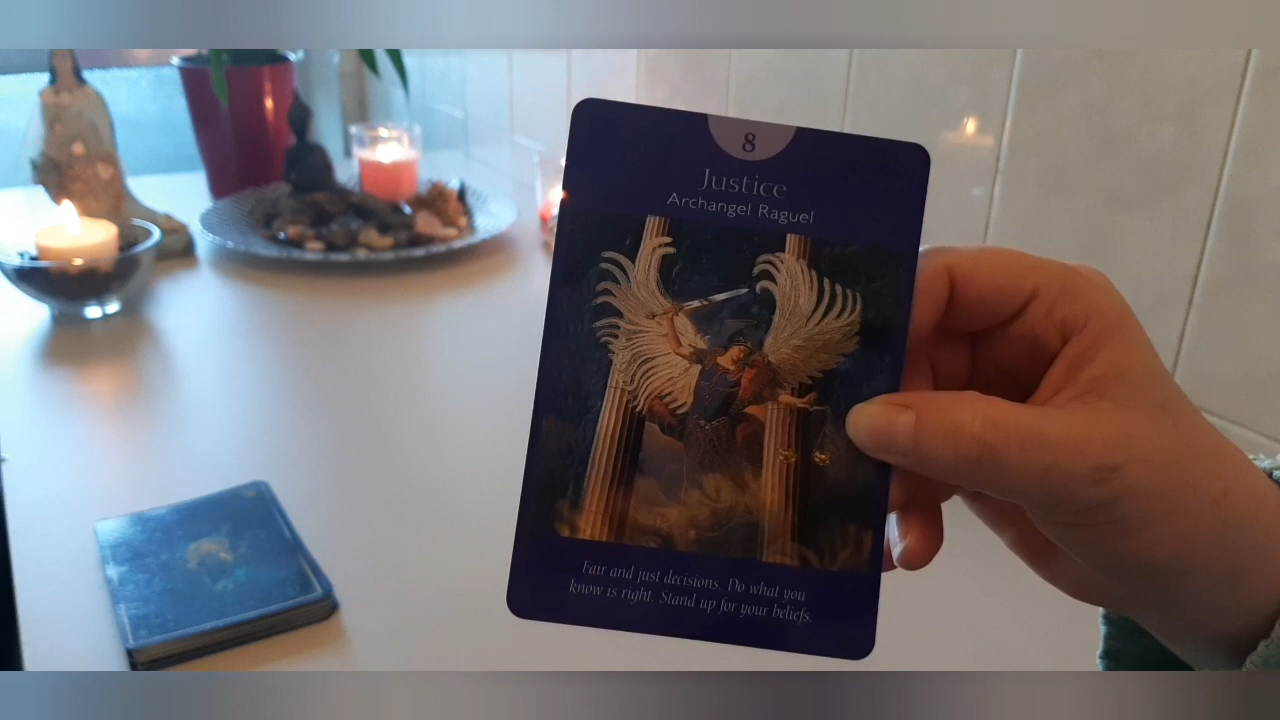 8
Justice
Archangel Raguel
Fair and just decisions. Do what you
know is right. Stand up for your beliefs.